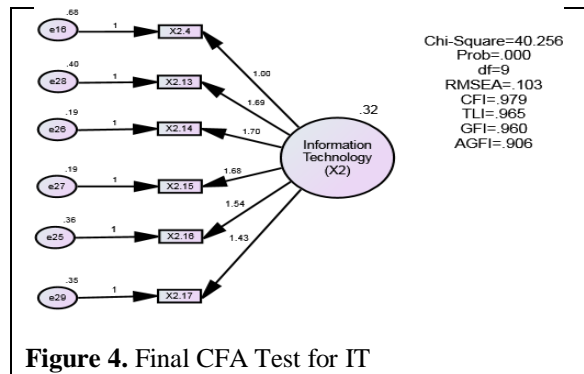 .68
e16
1
X2.4
.40
e28
1
X2.13
.19
e26
1
X2.14
.19
e27
1
X2.15
.36
e25
1
X2.16
.35
e29
1
X2.17
1.00
1.69
1.70
1.68
1.54
1.43
.32
Information
Technology
(X2)
Chi-Square=40.256
Prob=.000
df=9
RMSEA=.103
CFI=.979
TLI=.965
GFI=.960
AGFI=.906
Figure 4. Final CFA Test for IT